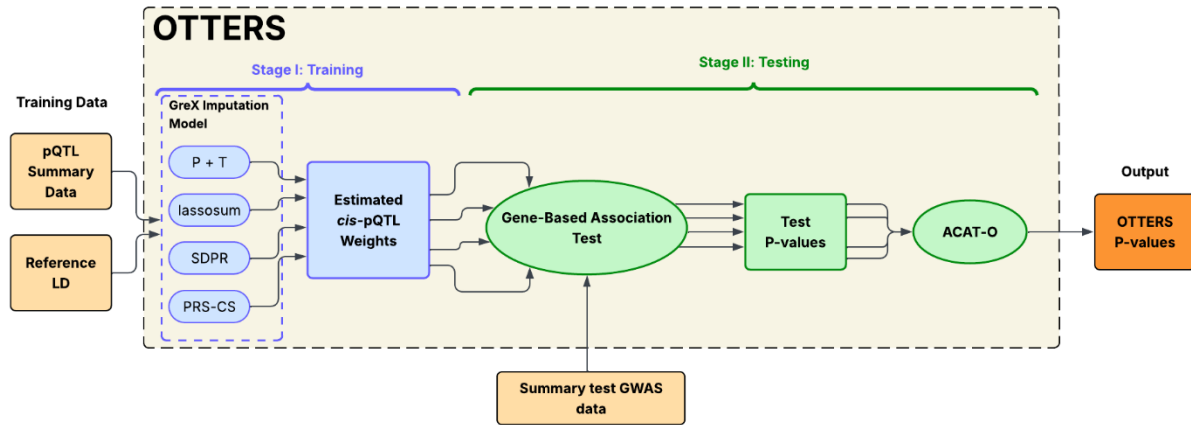 OTTERS
Stage I: Training
Stage II: Testing
Training Data
GreX Imputation
Model
pQTL
Summary
Data
Reference
LD
P + T
lassosum
SDPR
PRS-CS
Estimated
cis-pQTL
Weights
Gene-Based Association
Test
Test
P-values
ACAT-O
Output
OTTERS
P-values
Summary test GWAS
data